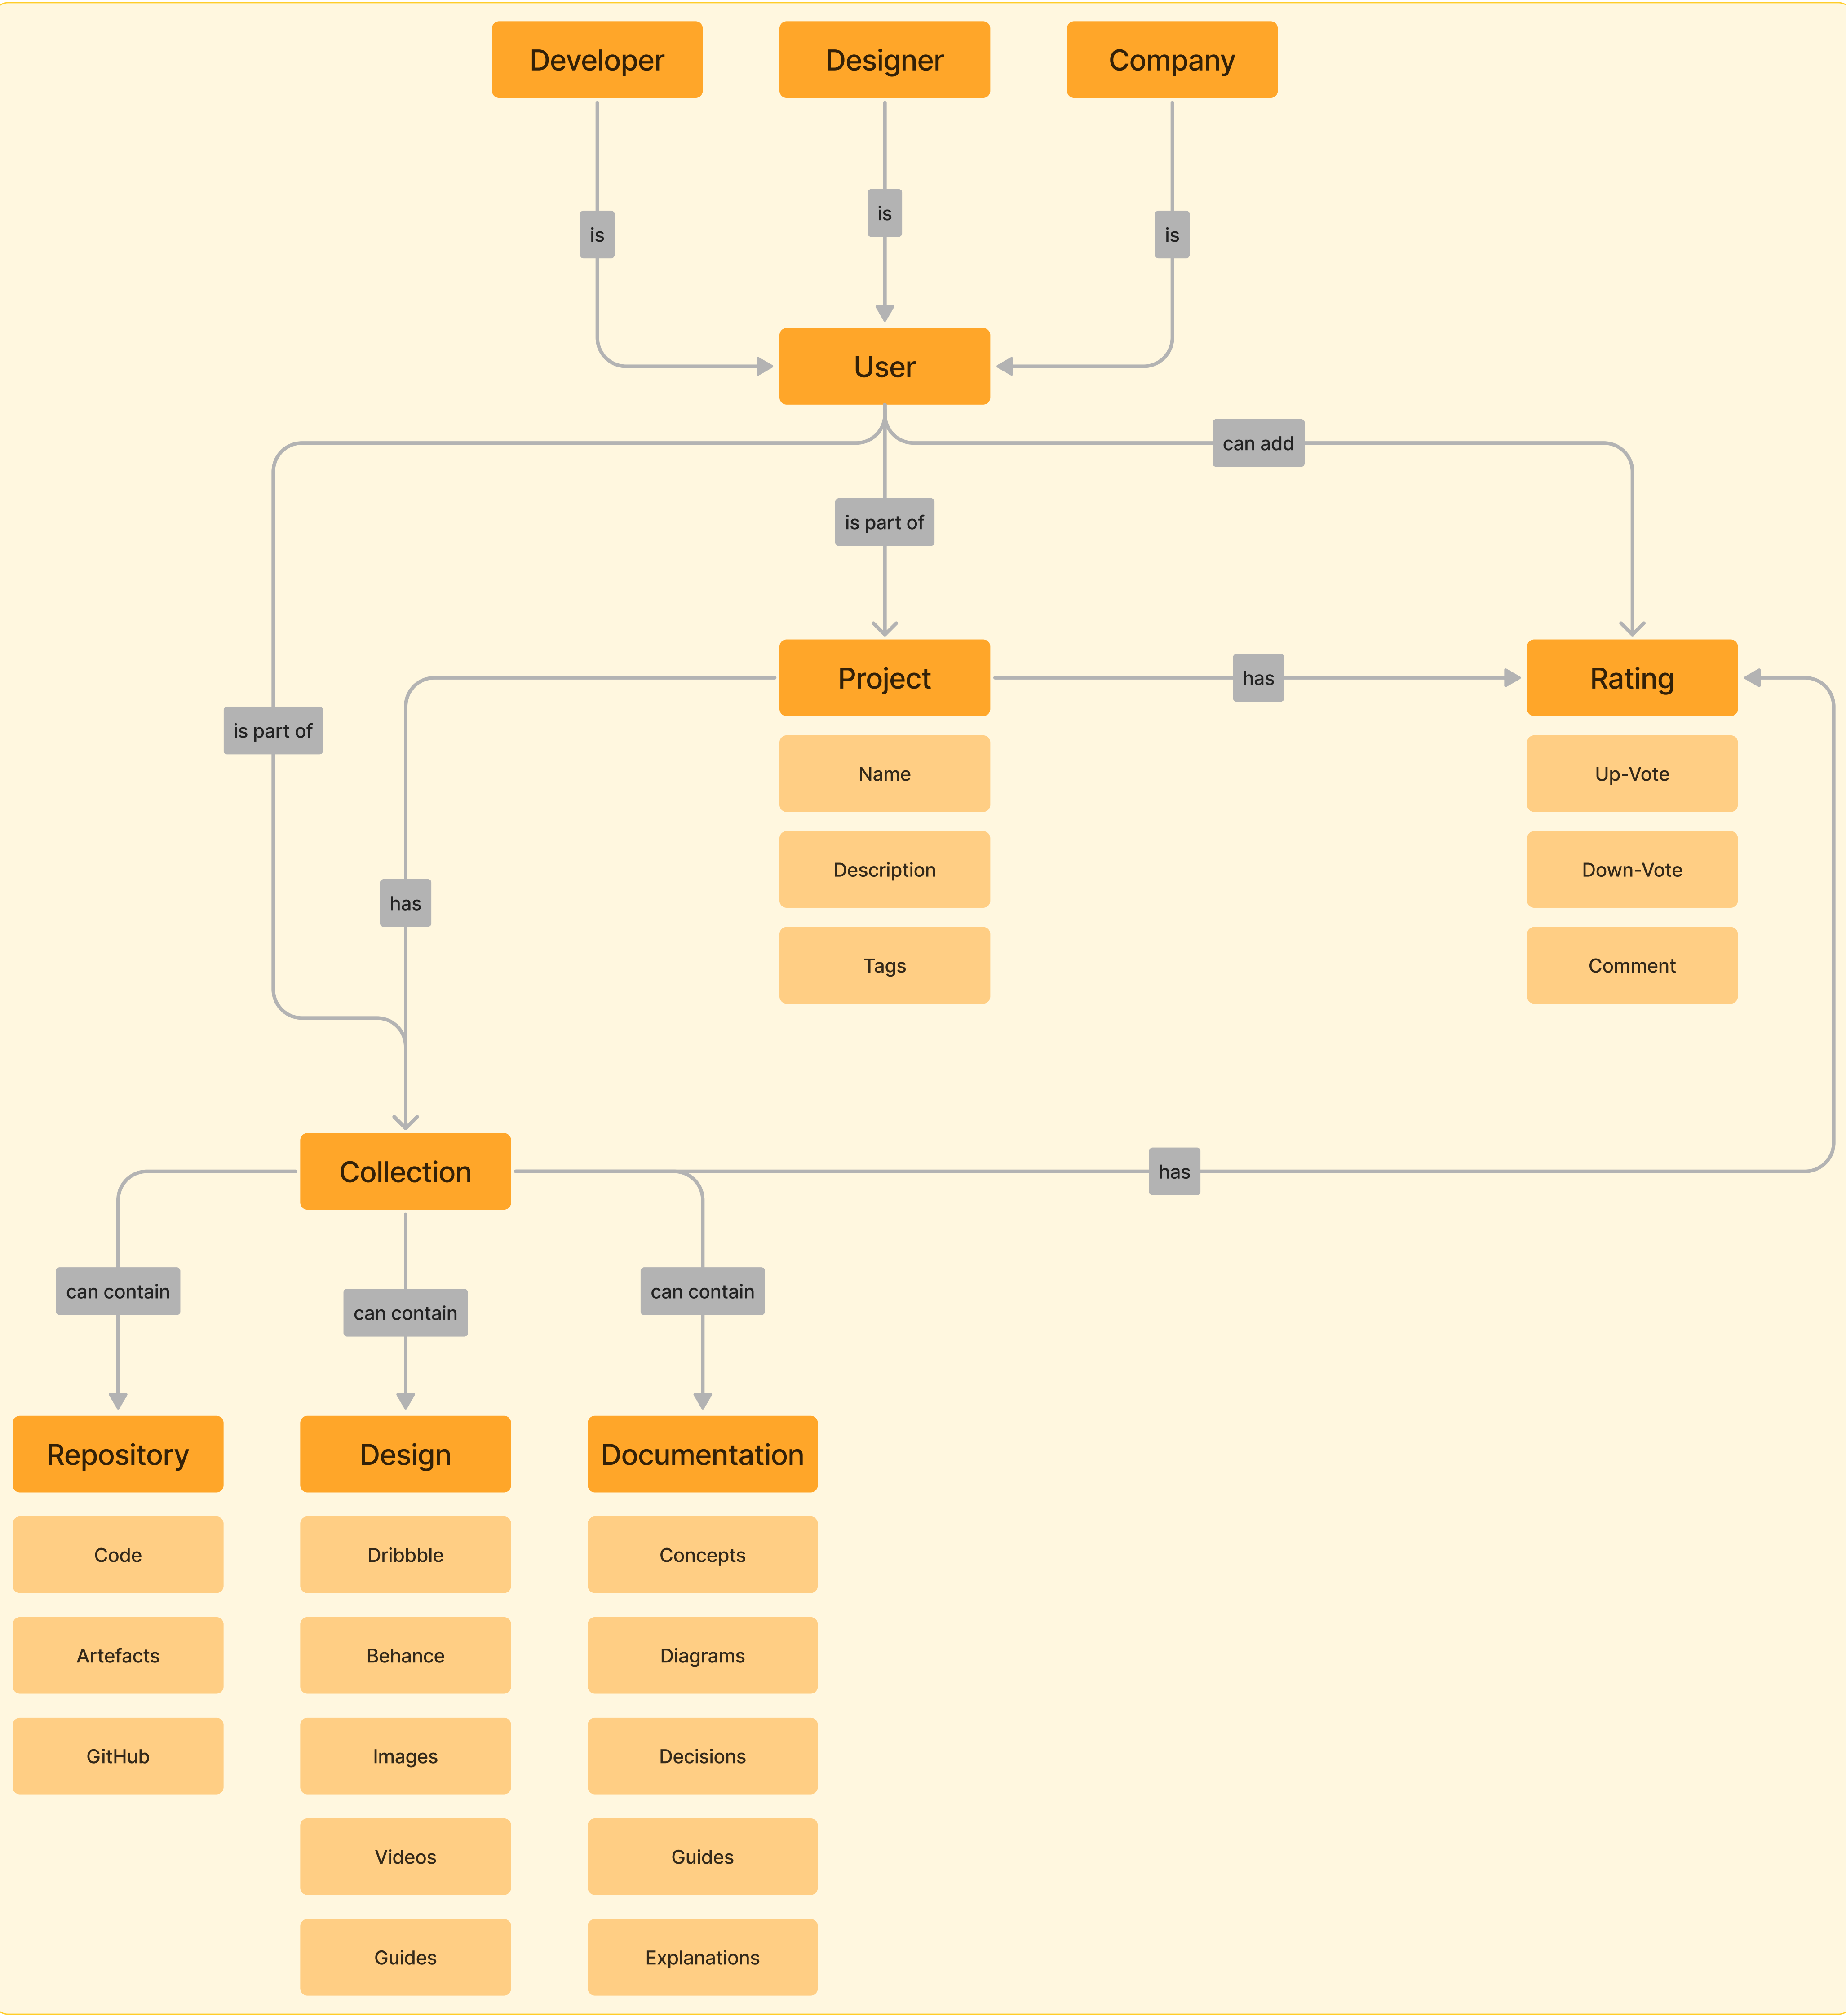 Developer
Designer
Company
is
is
is
User
can add
is part of
Project
has
Rating
is part of
Name
Up-Vote
Description
Down-Vote
has
Tags
Comment
Collection
has
can contain
can contain
can contain
Repository
Design
Documentation
Code
Dribbble
Concepts
Artefacts
Behance
Diagrams
GitHub
Images
Decisions
Videos
Guides
Guides
Explanations